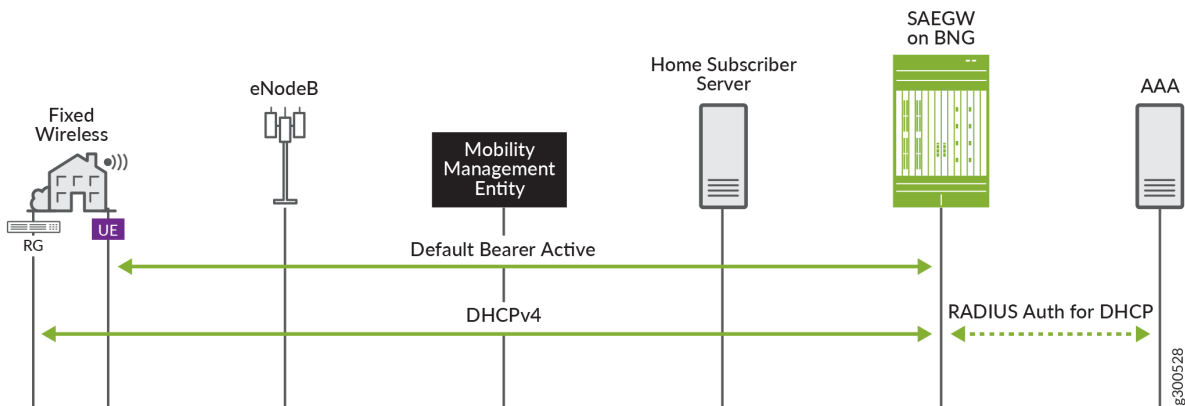 SAEGW
on BNG
Home Subscriber
Server
eNodeB
AAA
Fixed
Wireless
Mobility
Management
Entity
UE
RG
Default Bearer Active
DHCPv4
RADIUS Auth for DHCP
g300528